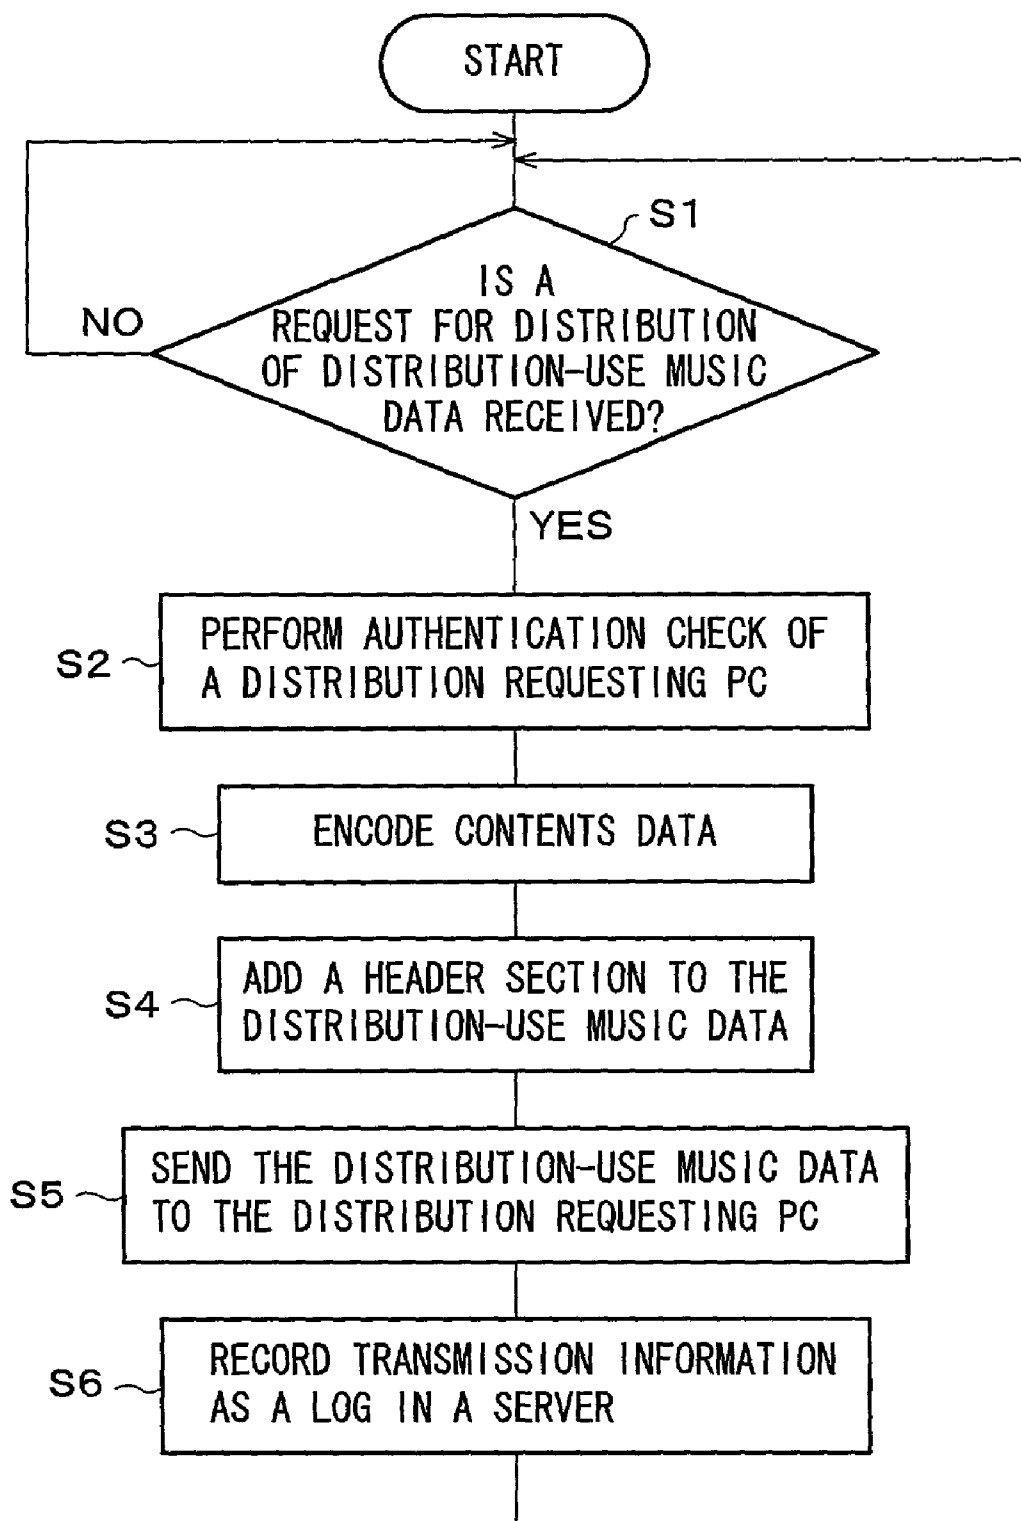 START
S1
IS A
REQUEST FOR DISTRIBUTION
OF DISTRIBUTION-USE MUSIC
DATA RECEIVED?
NO
YES
S2
PERFORM AUTHENTICATION CHECK OF
A DISTRIBUTION REQUESTING PC
S3
ENCODE CONTENTS DATA
S4
ADD A HEADER SECTION TO THE
DISTRIBUTION-USE MUSIC DATA
S5
SEND THE DISTRIBUTION-USE MUSIC DATA
TO THE DISTRIBUTION REQUESTING PC
S6
RECORD TRANSMISSION INFORMATION
AS A LOG IN A SERVER